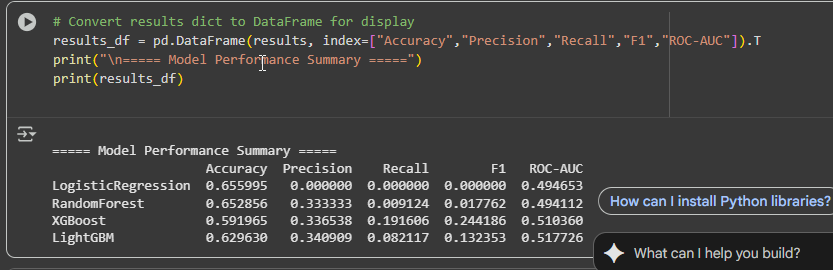 # Convert results dict to DataFrame for display
results_df = pd.DataFrame(results, index=["Accuracy","Precision","Recall","F1","ROC-AUC"]).T
print("\n===== Model Performance Summary =====")
print(results_df)
===== Model Performance Summary =====
Accuracy Precision Recall F1 ROC-AUC
LogisticRegression 0.655995 0.000000 0.000000 0.000000 0.494653
RandomForest 0.652856 0.333333 0.009124 0.017762 0.494112
XGBoost 0.591965 0.336538 0.191606 0.244186 0.510360
LightGBM 0.629630 0.340909 0.082117 0.132353 0.517726
How can I install Python libraries?
What can I help you build?